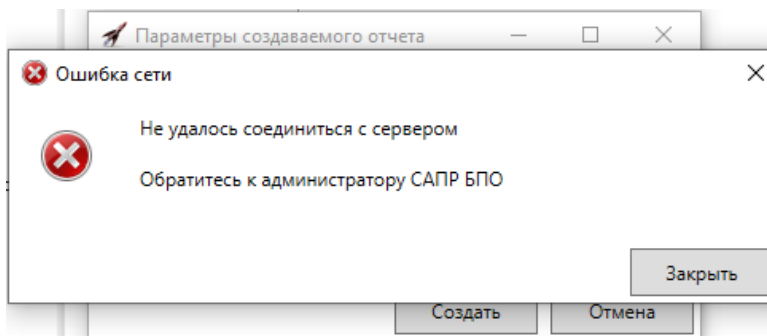 Параметры создаваемого отчета
Ошибка сети
Не удалось соединиться с сервером
Обратитесь к администратору САПР БПО
Закрыть
Создать
Отмена